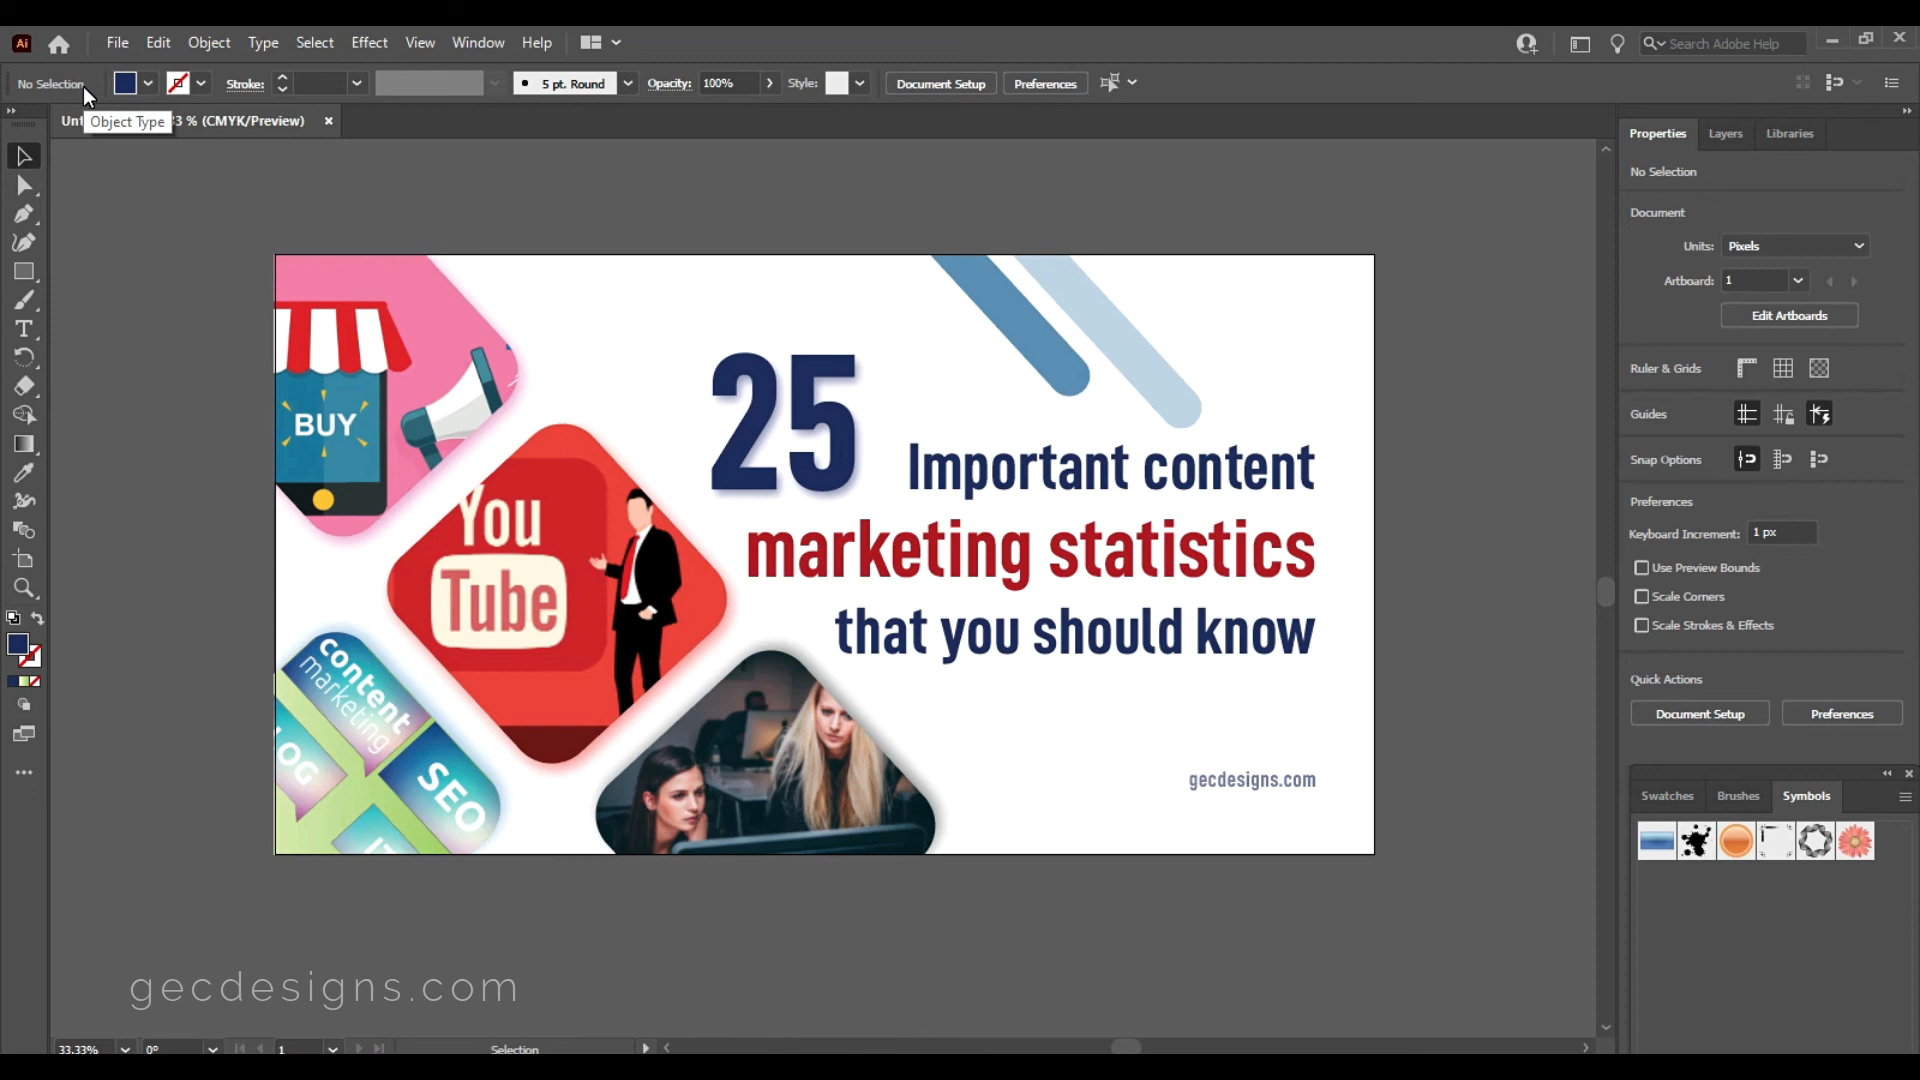 Ai File Edit Object Type Select Effect View Window Help Search Adobe Help
No Selection Stroke: 5 pt. Round Opacity: 100% Style: Document Setup Preferences
Object Type 3 % (CMYK/Preview) ×
Properties Layers Libraries
No Selection
Document
Units: Pixels
Artboard: 1
Edit Artboards
Ruler & Grids
Guides
Snap Options
Preferences
Keyboard Increment: 1 px
Use Preview Bounds
Scale Corners
Scale Strokes & Effects
Quick Actions
Document Setup Preferences
Swatches Brushes Symbols
BUY
You
Tube
content
marketing
SEO
25
Important content
marketing statistics
that you should know
gecdesigns.com
gecdesigns.com
33.33% 0° 1 Selection